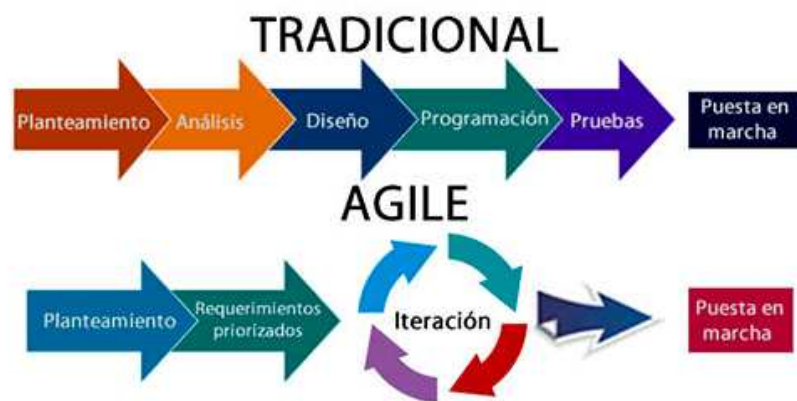 TRADICIONAL
Planteamiento
Análisis
Diseño
Programación
Pruebas
Puesta en
marcha
AGILE
Planteamiento
Requerimientos
priorizados
Iteración
Puesta en
marcha